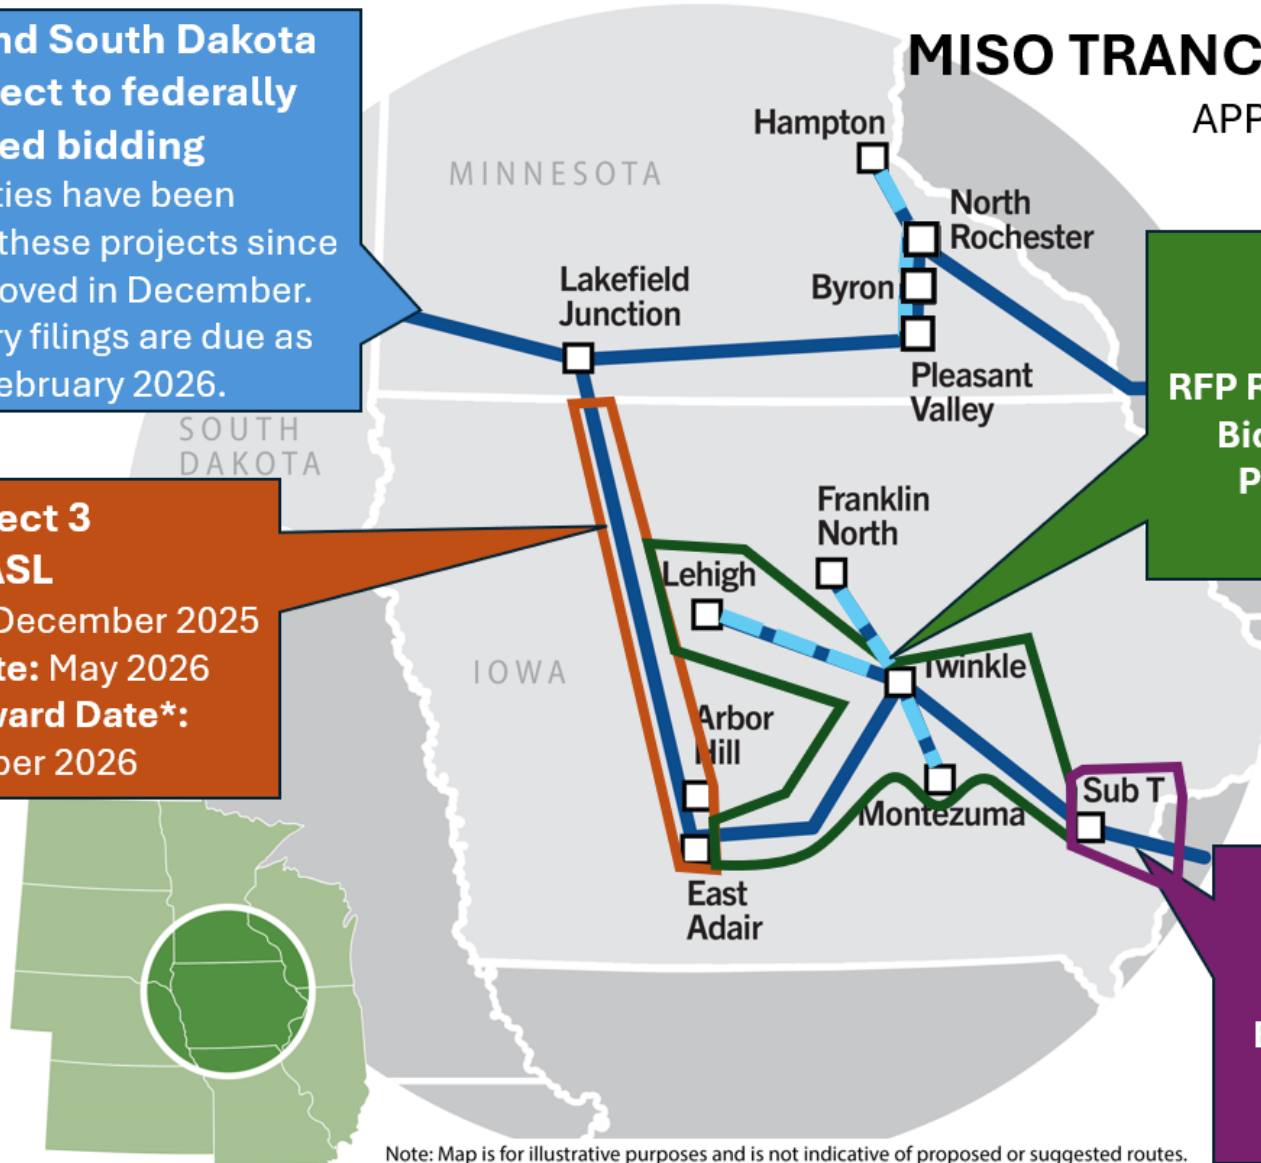 nd South Dakota
ect to federally
ed bidding
ties have been
these projects since
oved in December.
ry filings are due as
ebruary 2026.
MISO TRANC
APP
Hampton
MINNESOTA
North
Rochester
Byron
Lakefield
Junction
Pleasant
Valley
RFP R
Bid
P
SOUTH
DAKOTA
ect 3
ASL
December 2025
te: May 2026
ward Date*:
ber 2026
Franklin
North
Lehigh
IOWA
Twinkle
Arbor
Hill
Sub T
Montezuma
East
Adair
Note: Map is for illustrative purposes and is not indicative of proposed or suggested routes.